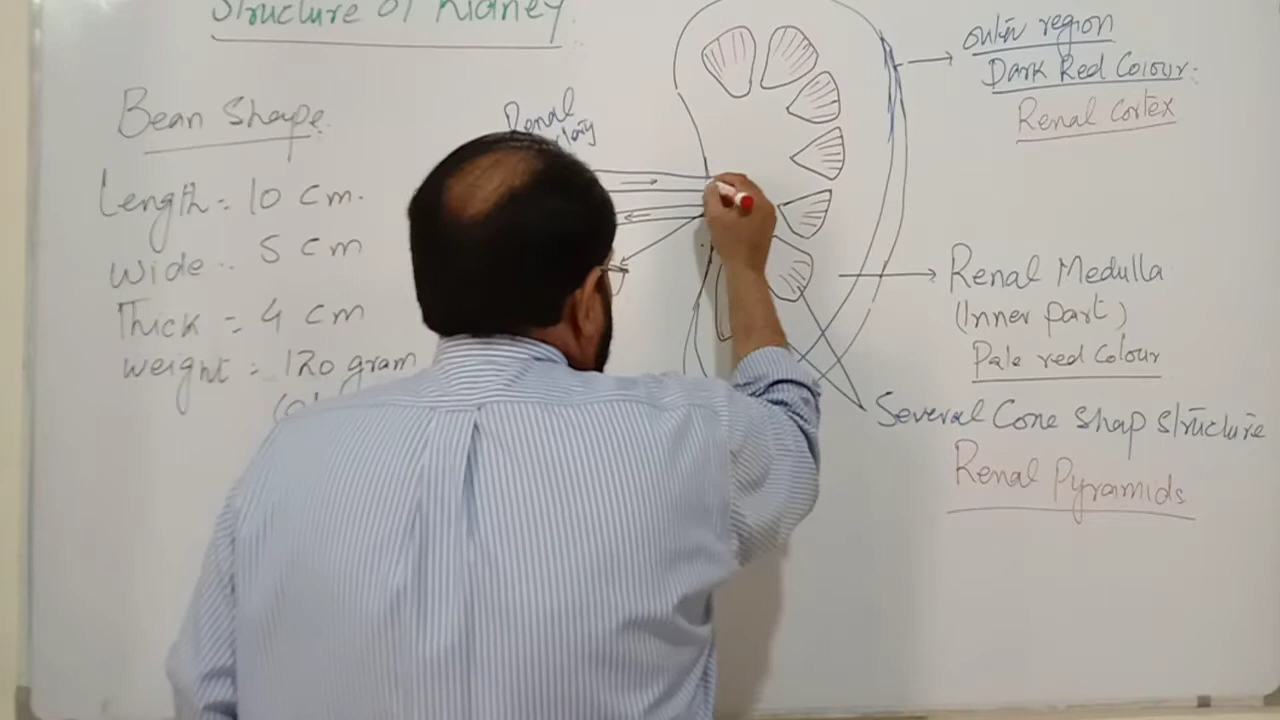 Structure of Kidney
Bean Shape
Length = 10 cm.
Wide .. 5 cm
Thick = 4 cm
weight = 120 gram
Renal
outer region
Dark Red Colour.
Renal Cortex
Renal Medulla
(Inner part)
Pale red Colour
Several Cone Shap structure
Renal Pyramids